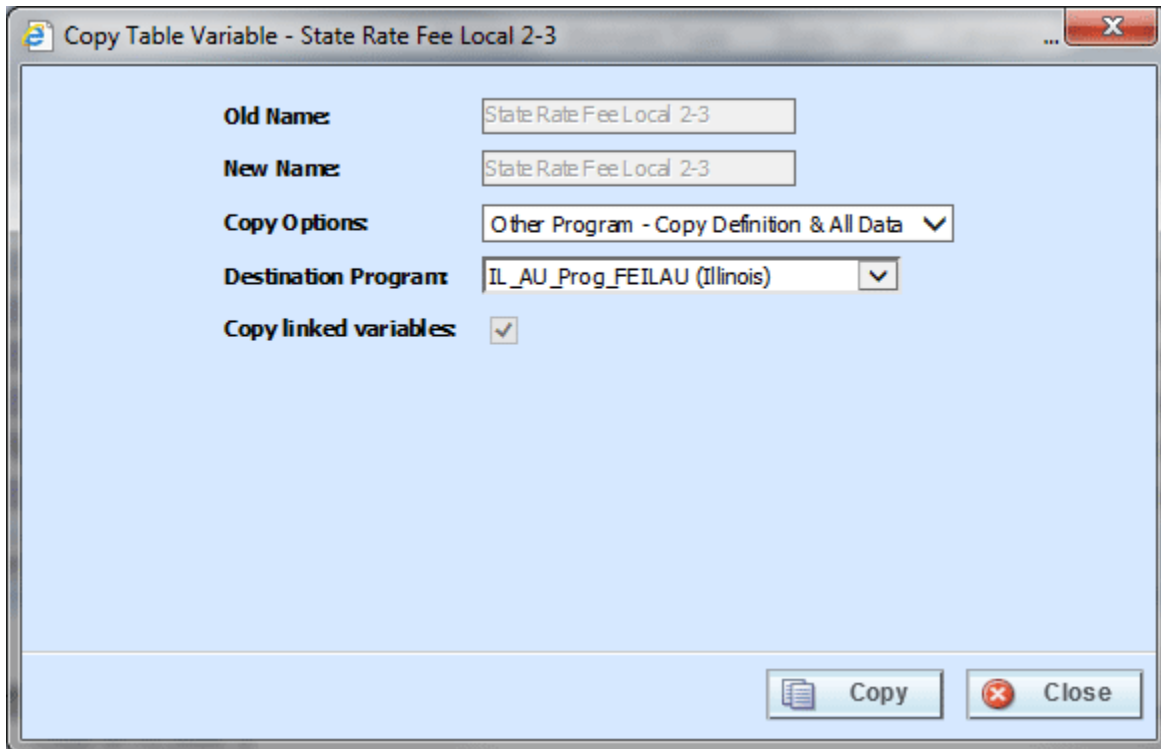 Copy Table Variable - State Rate Fee Local 2-3 ...
Old Name: State Rate Fee Local 2-3
New Name: State Rate Fee Local 2-3
Copy Options: Other Program - Copy Definition & All Data
Destination Program: IL_AU_Prog_FEILAU (Illinois)
Copy linked variables:
Copy Close